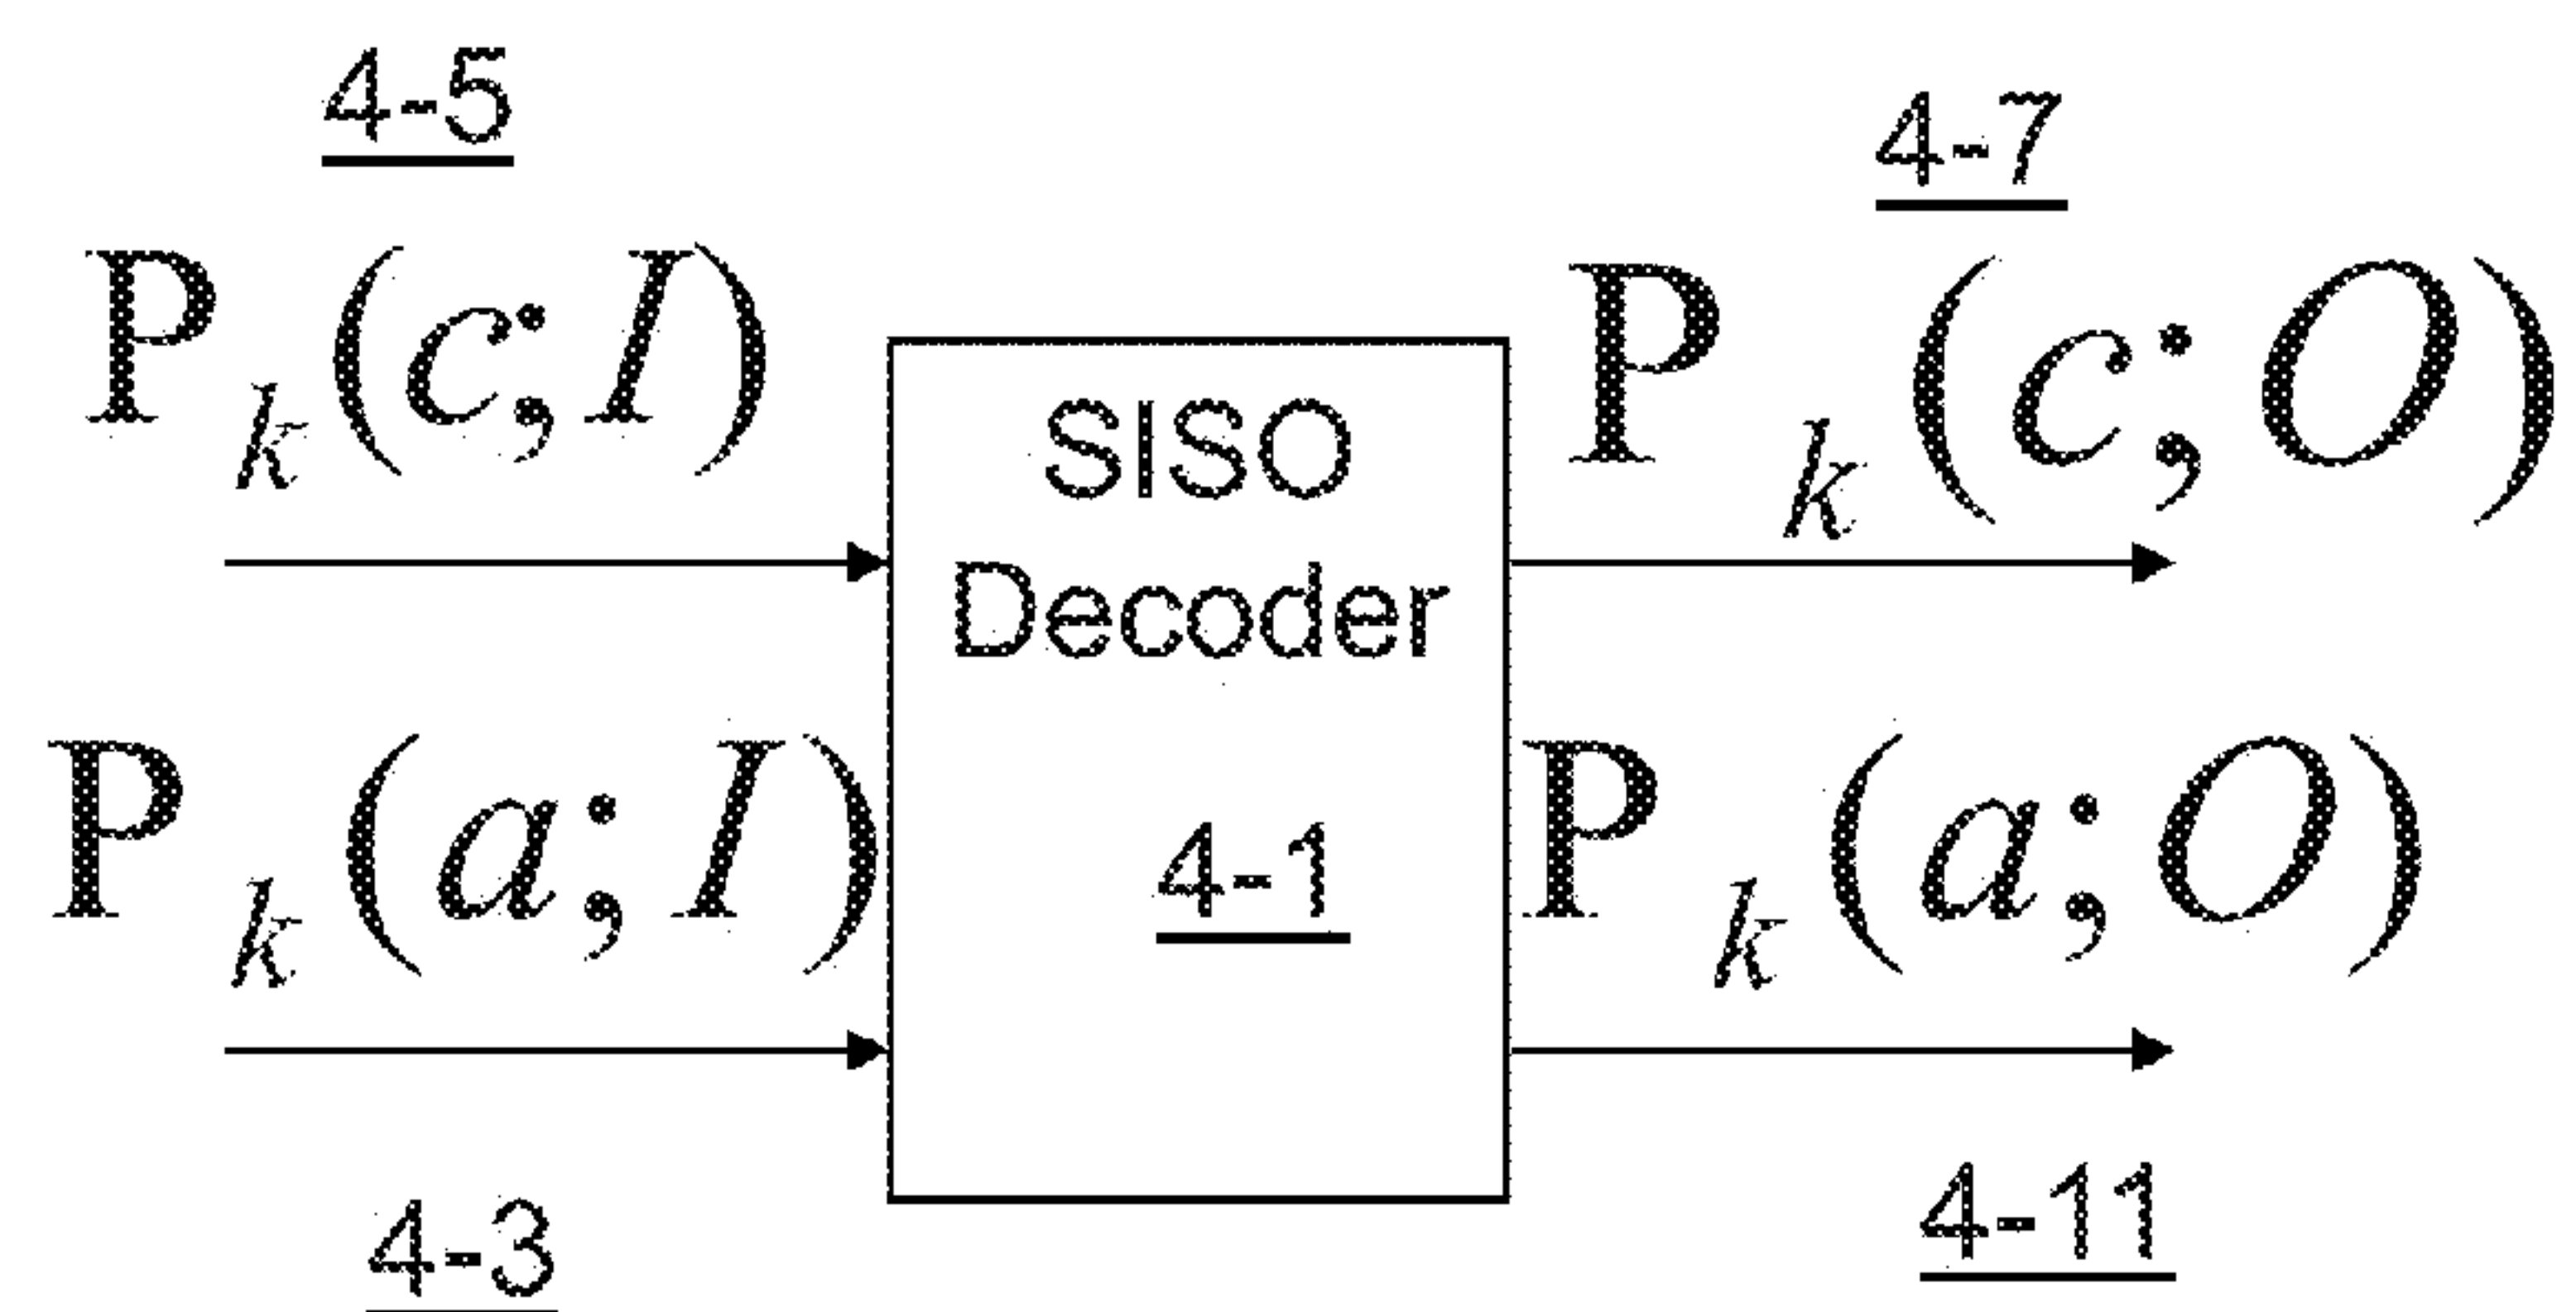 4-5
4-7
P_k(c;I)
P_k(c;O)
SISO
Decoder
P_k(a;I)
4-1
P_k(a;O)
4-3
4-11